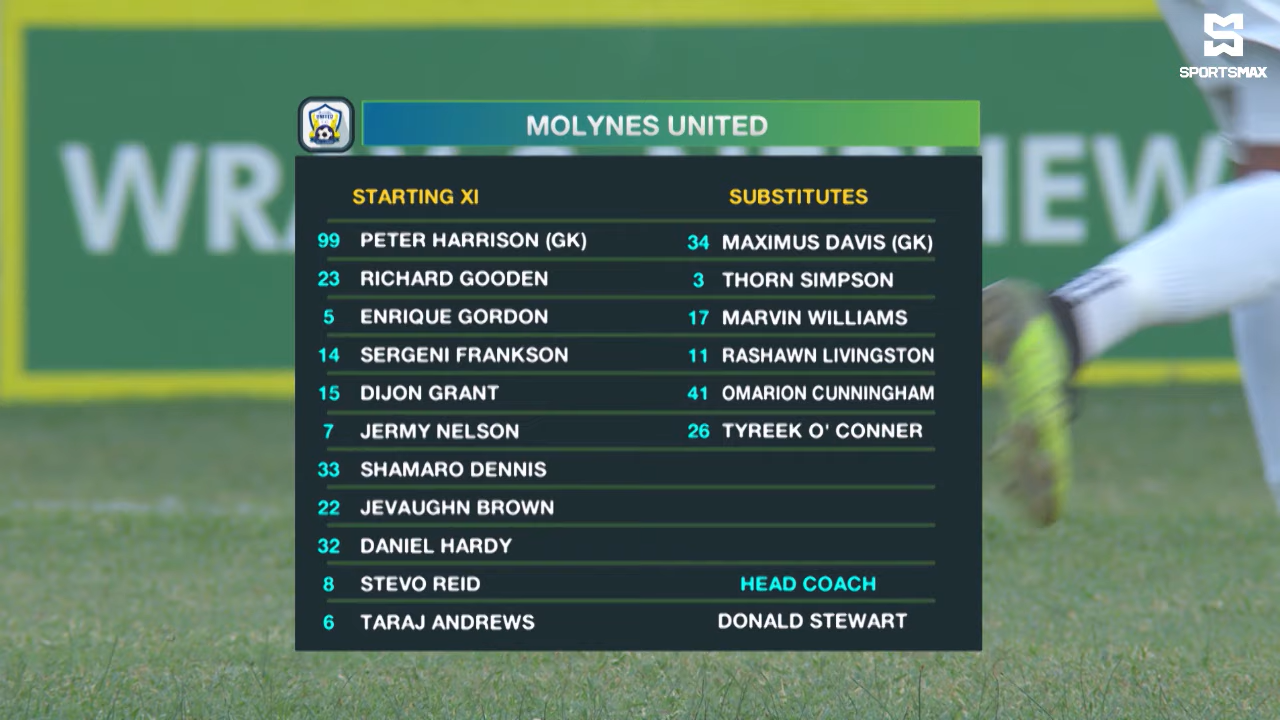 SPORTSMAX
MOLYNES UNITED
STARTING XI
99 PETER HARRISON (GK)
23 RICHARD GOODEN
5 ENRIQUE GORDON
14 SERGENI FRANKSON
15 DIJON GRANT
7 JERMY NELSON
33 SHAMARO DENNIS
22 JEVAUGHN BROWN
32 DANIEL HARDY
8 STEVO REID
6 TARAJ ANDREWS
SUBSTITUTES
34 MAXIMUS DAVIS (GK)
3 THORN SIMPSON
17 MARVIN WILLIAMS
11 RASHAWN LIVINGSTON
41 OMARION CUNNINGHAM
26 TYREEK O' CONNER
HEAD COACH
DONALD STEWART